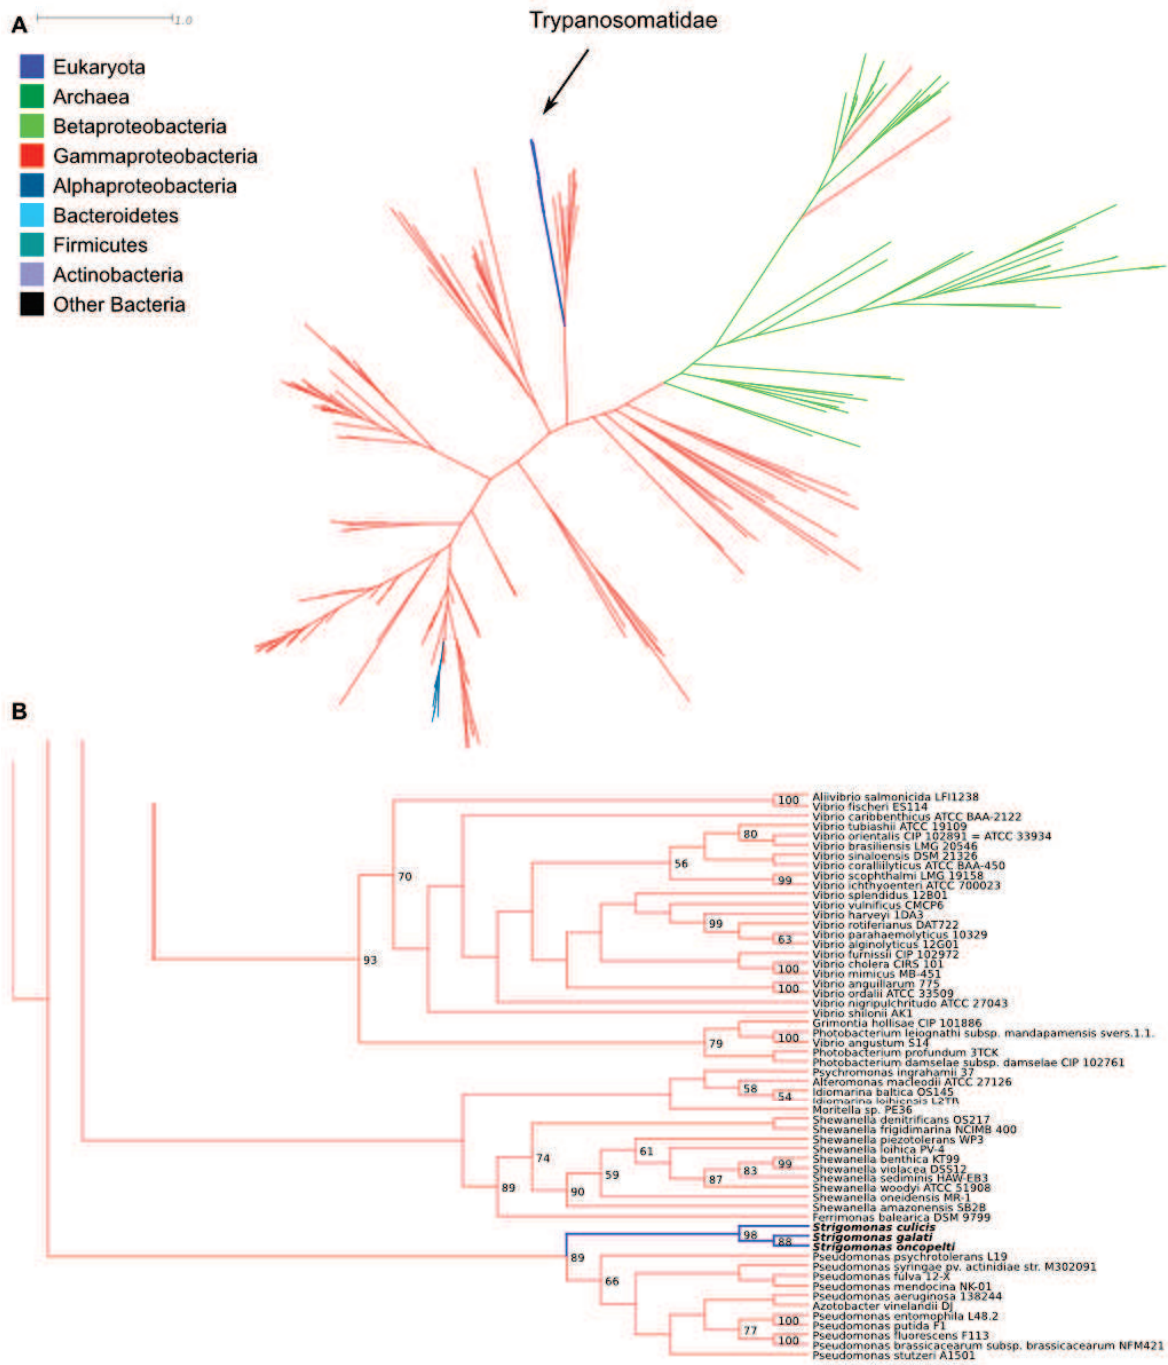 A
1.0
Trypanosomatidae
Eukaryota
Archaea
Betaproteobacteria
Gammaproteobacteria
Alphaproteobacteria
Bacteroidetes
Firmicutes
Actinobacteria
Other Bacteria
B
Aliivibrio salmonicida LFI1238
100
Vibrio fischeri ES114
Vibrio caribbenthicus ATCC BAA-2122
Vibrio tubiashii ATCC 19109
80
Vibrio orientalis CIP 102891 = ATCC 33934
Vibrio brasiliensis LMG 20546
Vibrio sinaloensis DSM 21326
56
Vibrio coralliilyticus ATCC BAA-450
70
Vibrio scophthalmi LMG 19158
99
Vibrio ichthyoenteri ATCC 700023
Vibrio splendidus 12B01
Vibrio vulnificus CMCP6
Vibrio harveyi 1DA3
99
Vibrio rotiferianus DAT722
Vibrio parahaemolyticus 10329
63
Vibrio alginolyticus 12G01
Vibrio furnissii CIP 102972
93
Vibrio cholera CIRS 101
100
Vibrio mimicus MB-451
Vibrio anguillarum 775
100
Vibrio ordalii ATCC 33509
Vibrio nigripulchritudo ATCC 27043
Vibrio shilonii AK1
Grimontia hollisae CIP 101886
Photobacterium leiognathi subsp. mandapamensis svers.1.1.
100
79
Vibrio angustum S14
Photobacterium profundum 3TCK
Photobacterium damselae subsp. damselae CIP 102761
Psychromonas ingrahamii 37
Alteromonas macleodii ATCC 27126
58
Idiomarina baltica OS145
54
Idiomarina loihiensis L2TR
Moritella sp. PE36
Shewanella denitrificans OS217
Shewanella frigidimarina NCIMB 400
Shewanella piezotolerans WP3
61
Shewanella loihica PV-4
74
Shewanella benthica KT99
99
Shewanella violacea DSS12
83
59
Shewanella sediminis HAW-EB3
87
Shewanella woodyi ATCC 51908
89
90
Shewanella oneidensis MR-1
Shewanella amazonensis SB2B
Ferrimonas balearica DSM 9799
Strigomonas culicis
98
Strigomonas galati
88
Strigomonas oncopelti
89
Pseudomonas psychrotolerans L19
Pseudomonas syringae pv. actinidiae str. M302091
Pseudomonas fulva 12-X
66
Pseudomonas mendocina NK-01
Pseudomonas aeruginosa 138244
Azotobacter vinelandii DJ
Pseudomonas entomophila L48.2
100
Pseudomonas putida F1
77
Pseudomonas fluorescens F113
100
Pseudomonas brassicacearum subsp. brassicacearum NFM421
Pseudomonas stutzeri A1501